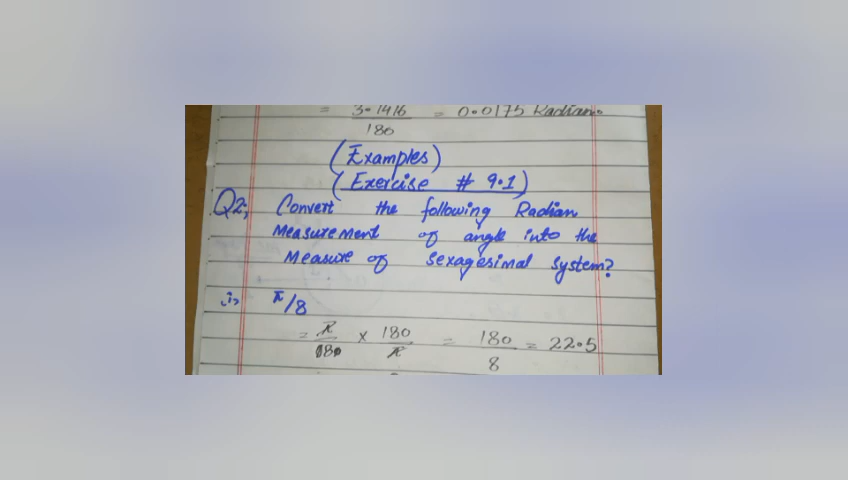 = 3.1416/180 = 0.0175 Radian.
(Examples)
(Exercise # 9.1)
Q2; Convert the following Radian
Measurement of angle into the
Measure of sexagesimal system?
(i) π/8
= π/ × 180/π = 180/8 = 22.5